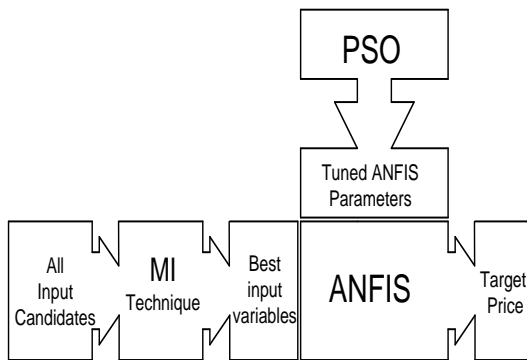 PSO
Tuned ANFIS
Parameters
All
Input
Candidates
MI
Technique
Best
input
variables
ANFIS
Target
Price